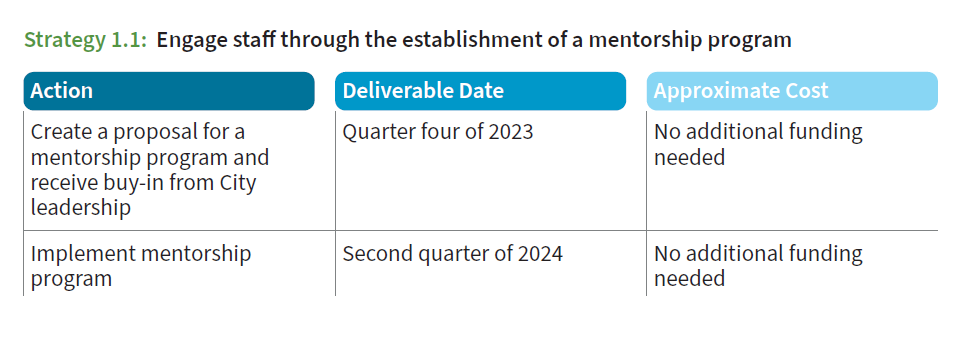 Strategy 1.1: Engage staff through the establishment of a mentorship program
Action
Deliverable Date
Approximate Cost
Create a proposal for a
mentorship program and
receive buy-in from City
leadership
Quarter four of 2023
No additional funding
needed
Implement mentorship
program
Second quarter of 2024
No additional funding
needed